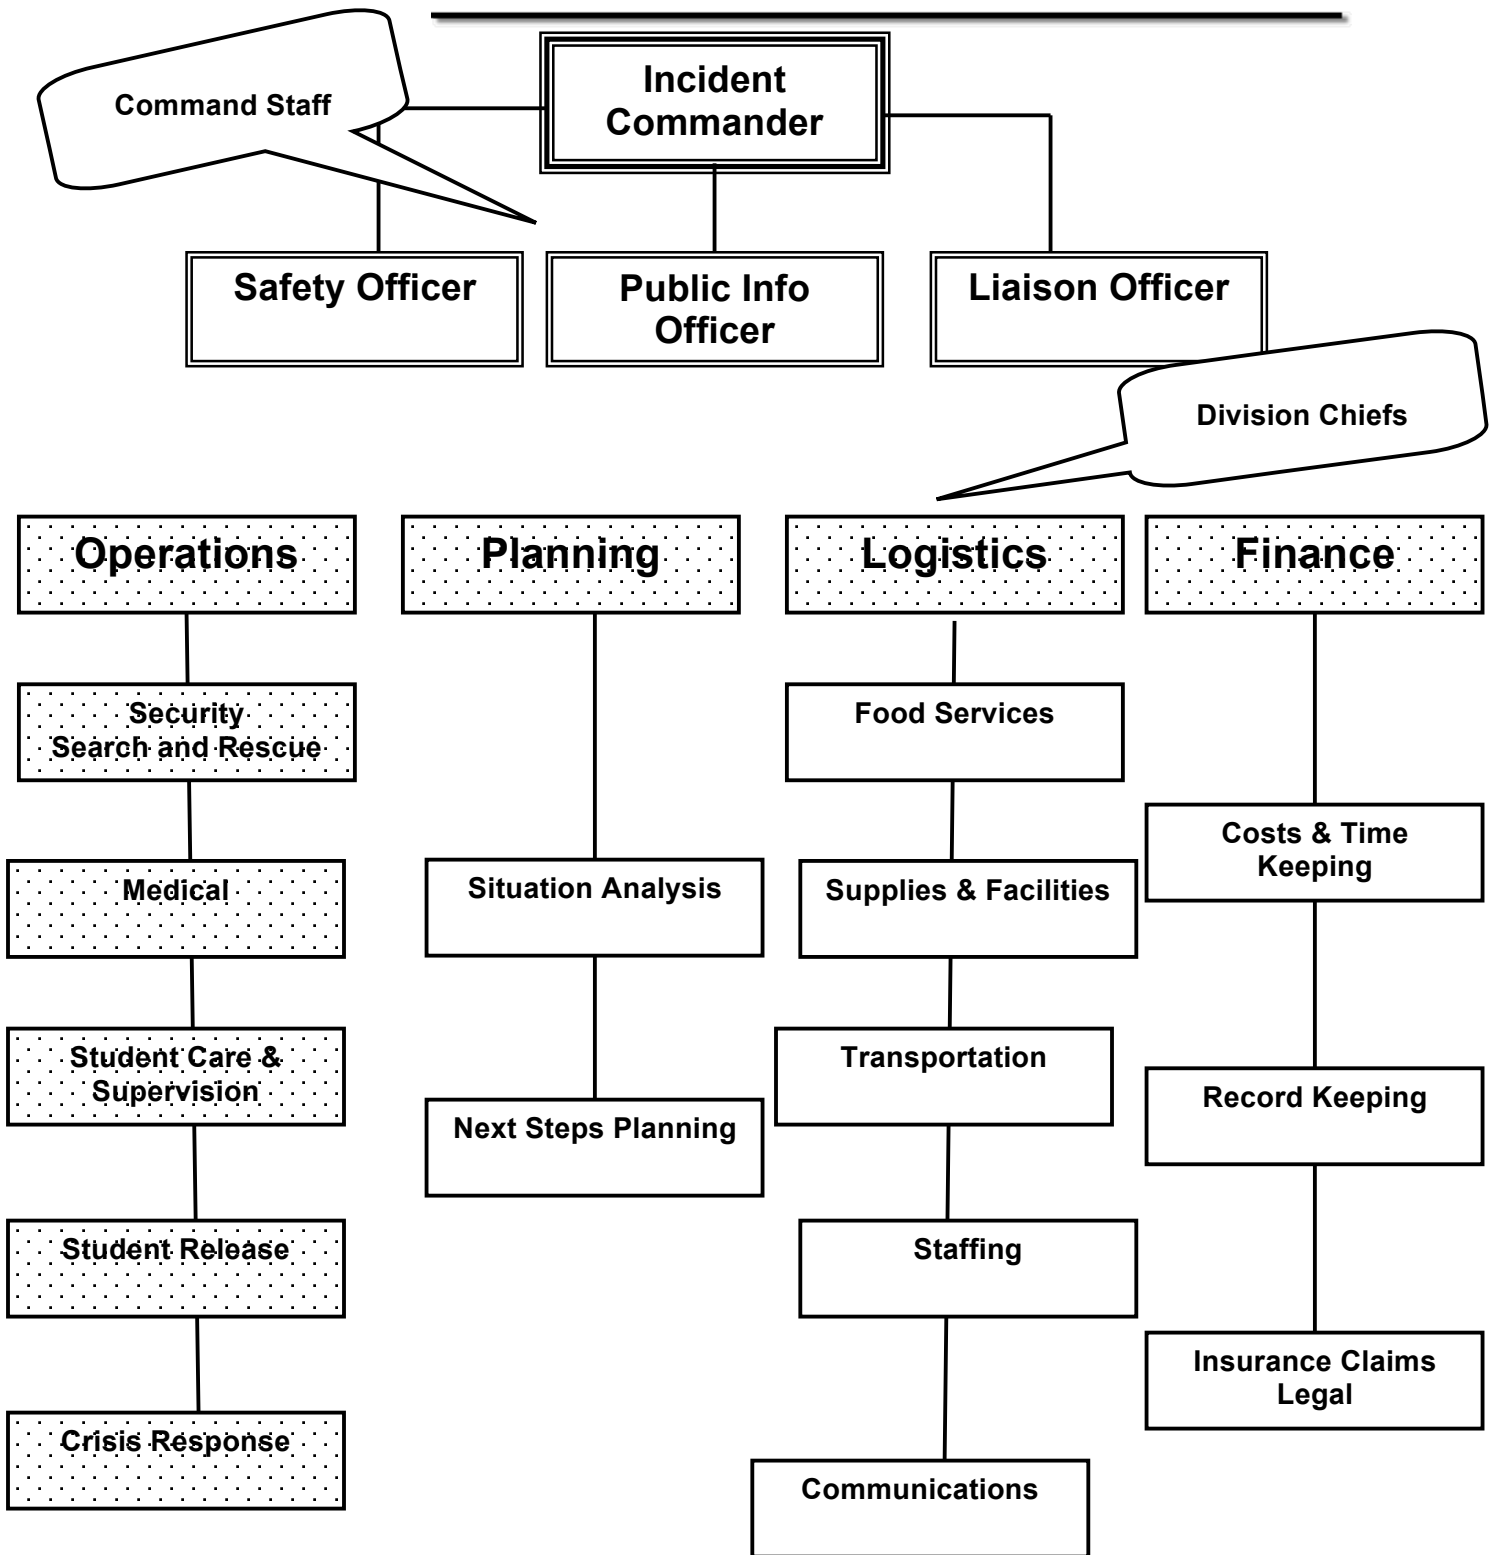 Command Staff
Incident
Commander
Safety Officer
Public Info
Officer
Liaison Officer
Division Chiefs
Operations
Planning
Logistics
Finance
Security
Search and Rescue
Food Services
Costs & Time
Keeping
Medical
Situation Analysis
Supplies & Facilities
Student Care &
Supervision
Transportation
Record Keeping
Next Steps Planning
Student Release
Staffing
Insurance Claims
Legal
Crisis Response
Communications